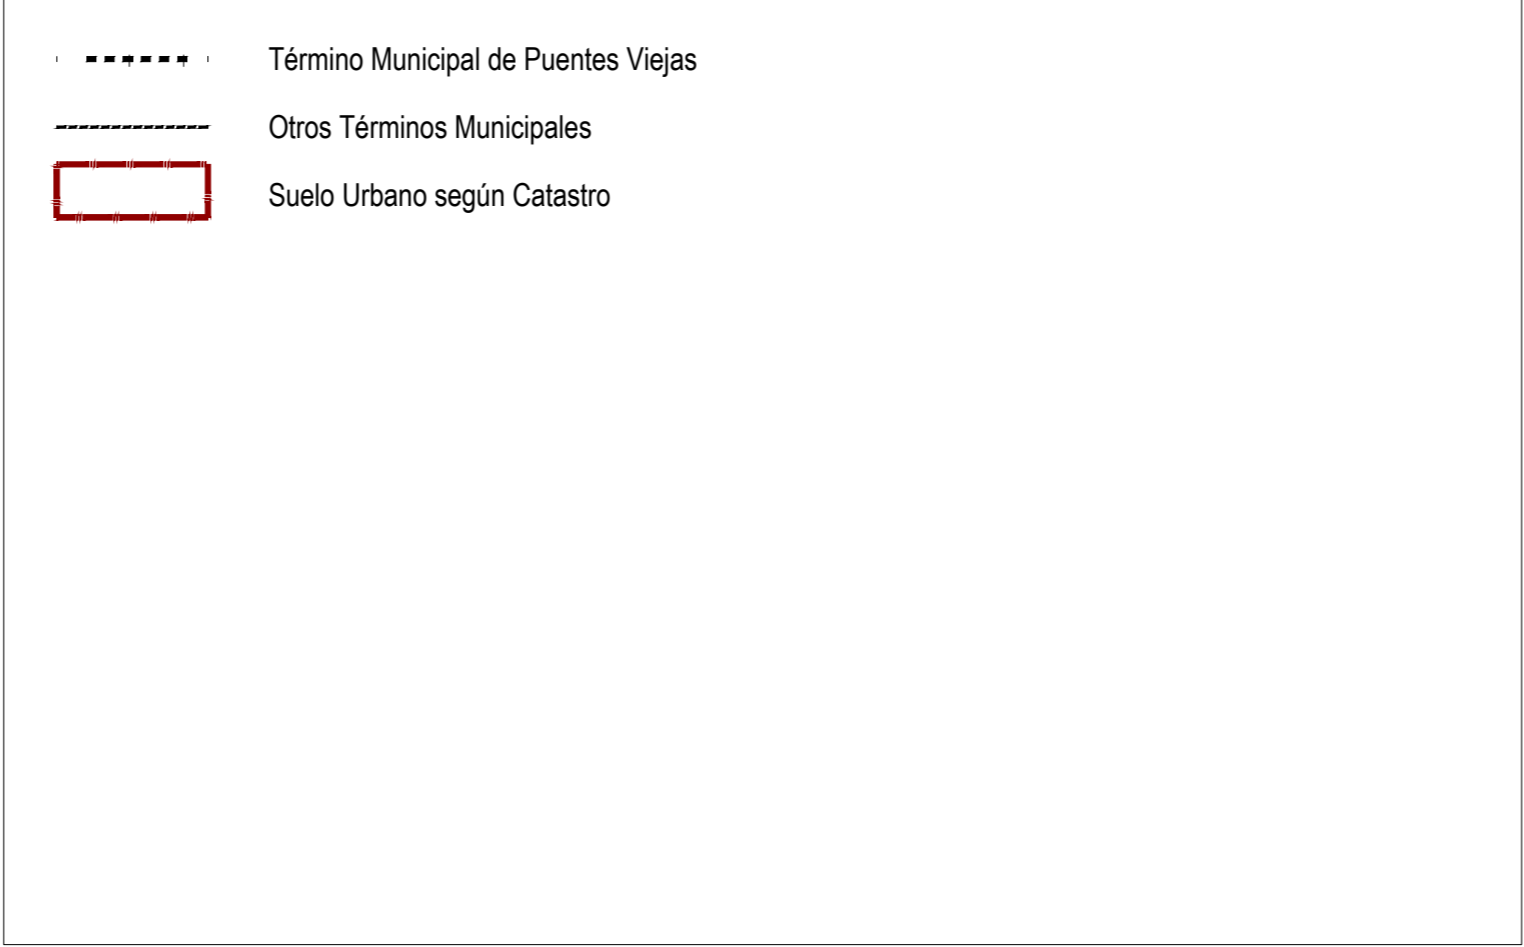 Término Municipal de Puentes Viejas
Otros Términos Municipales
Suelo Urbano según Catastro